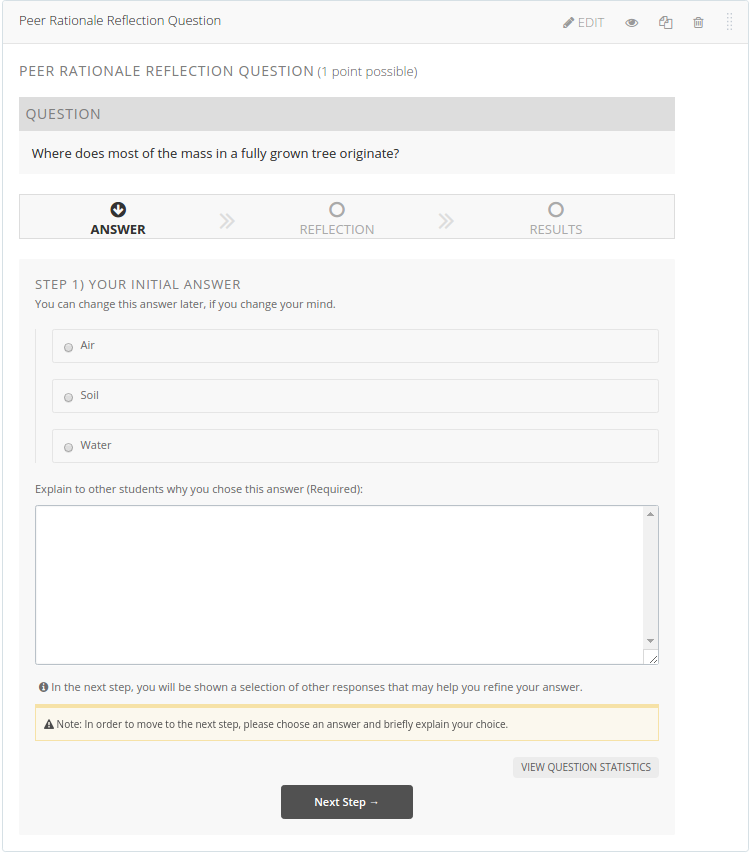 Peer Rationale Reflection Question
EDIT
PEER RATIONALE REFLECTION QUESTION (1 point possible)
QUESTION
Where does most of the mass in a fully grown tree originate?
ANSWER REFLECTION RESULTS
STEP 1) YOUR INITIAL ANSWER
You can change this answer later, if you change your mind.
Air
Soil
Water
Explain to other students why you chose this answer (Required):
In the next step, you will be shown a selection of other responses that may help you refine your answer.
Note: In order to move to the next step, please choose an answer and briefly explain your choice.
VIEW QUESTION STATISTICS
Next Step →